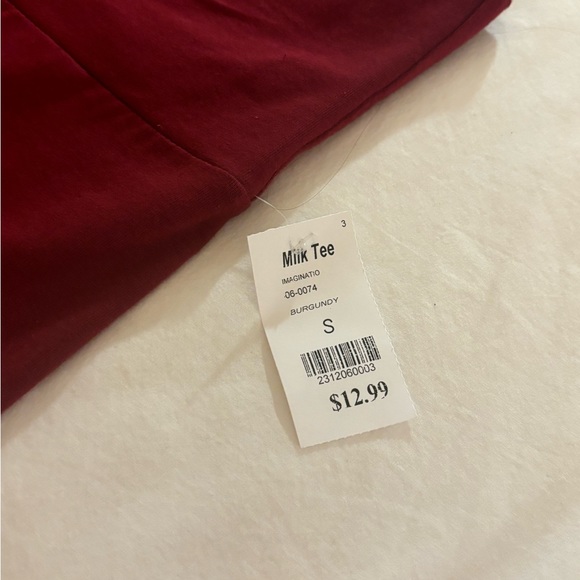 3
Milk Tee
IMAGINATIO
06-0074
BURGUNDY
S
2312060003
$12.99